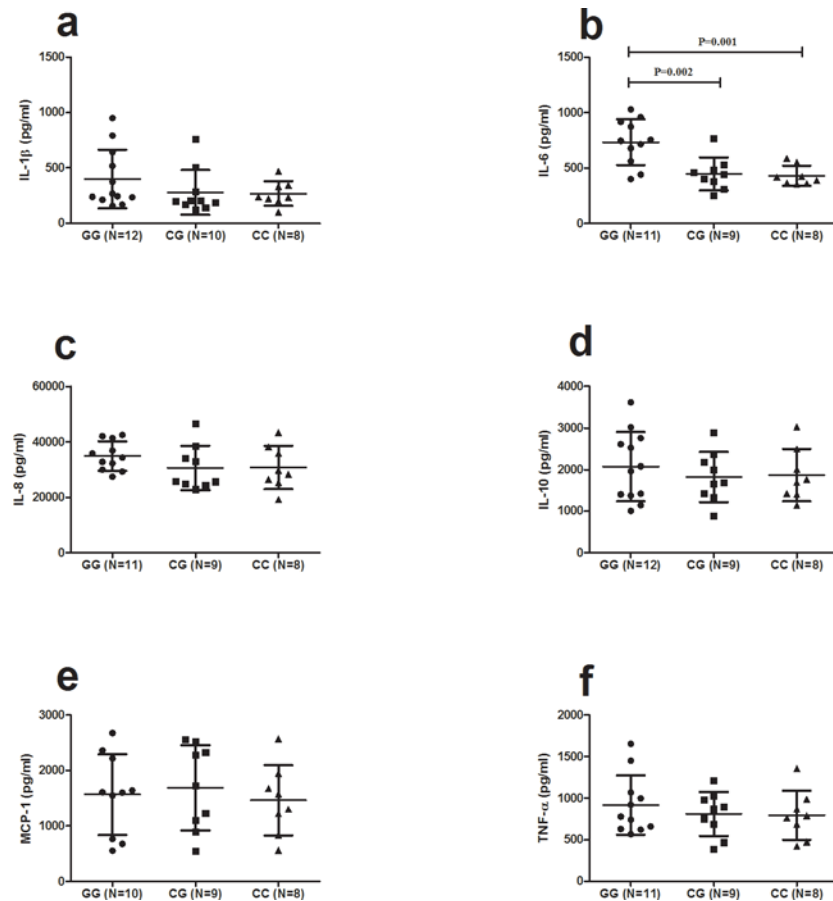 a
IL-1β (pg/ml)
1500
1000
500
0
GG (N=12) CG (N=10) CC (N=8)
b
IL-6 (pg/ml)
1500
1000
500
0
P=0.001
P=0.002
GG (N=11) CG (N=9) CC (N=8)
c
IL-8 (pg/ml)
60000
40000
20000
0
GG (N=11) CG (N=9) CC (N=8)
d
IL-10 (pg/ml)
4000
3000
2000
1000
0
GG (N=12) CG (N=9) CC (N=8)
e
MCP-1 (pg/ml)
3000
2000
1000
0
GG (N=10) CG (N=9) CC (N=8)
f
TNF-α (pg/ml)
2000
1500
1000
500
0
GG (N=11) CG (N=9) CC (N=8)